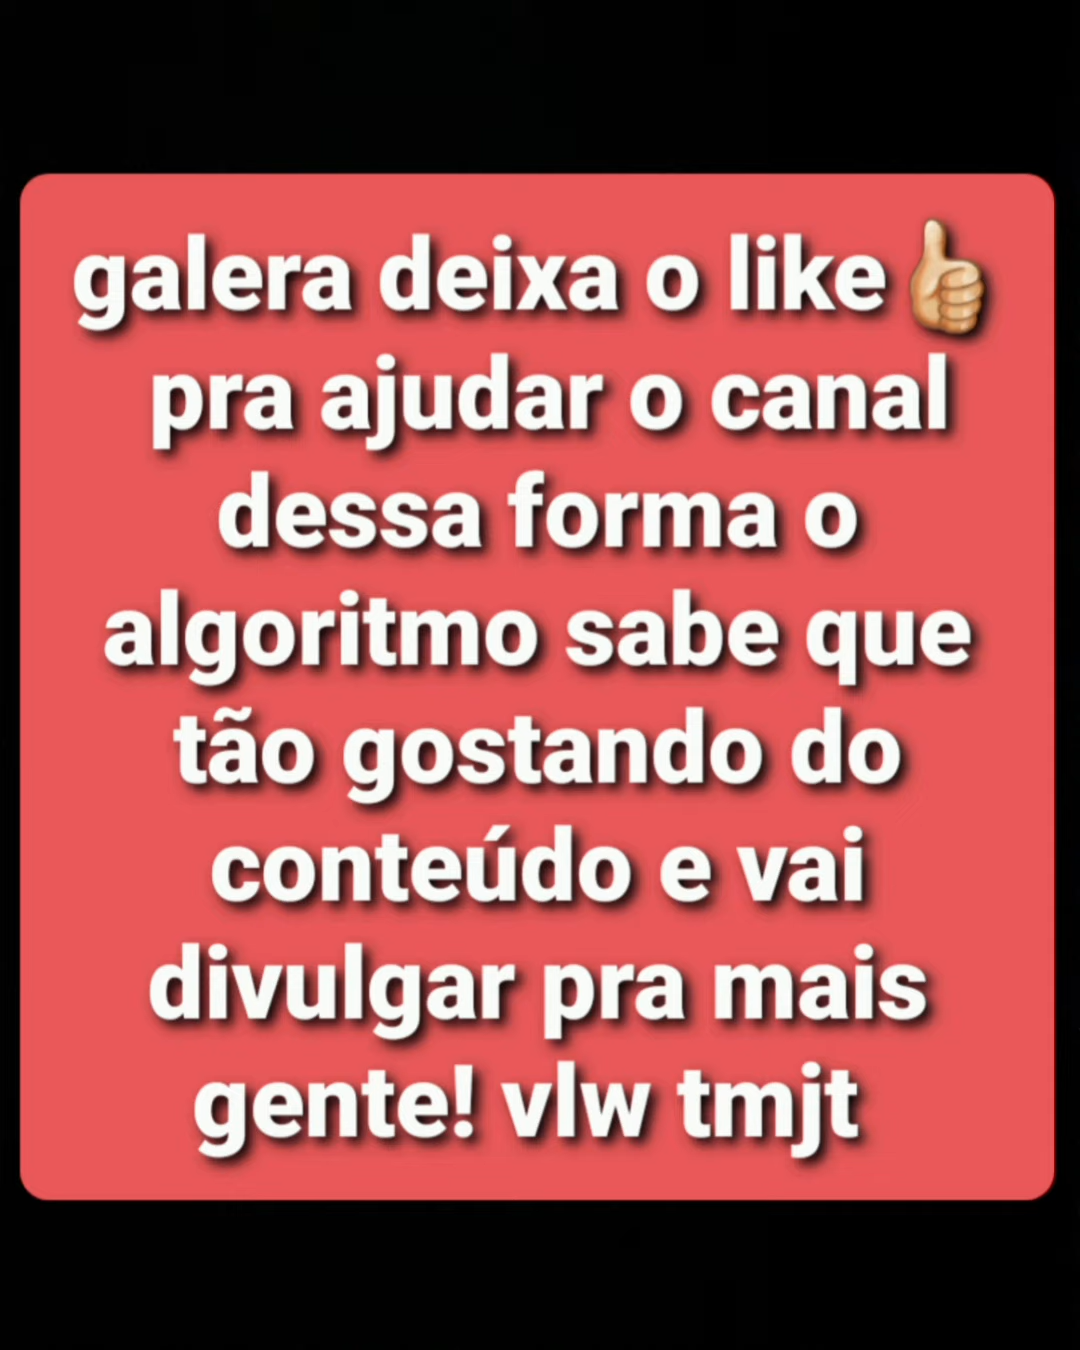 galera deixa o like👍🏼
pra ajudar o canal
dessa forma o
algoritmo sabe que
tão gostando do
conteúdo e vai
divulgar pra mais
gente! vlw tmjt